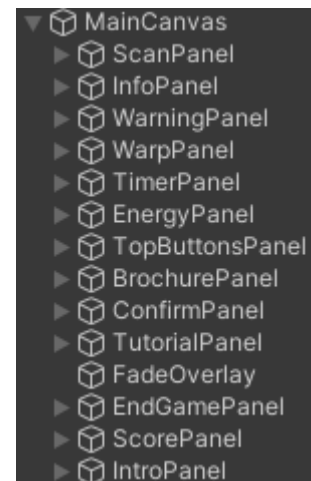 MainCanvas
ScanPanel
InfoPanel
WarningPanel
WarpPanel
TimerPanel
EnergyPanel
TopButtonsPanel
BrochurePanel
ConfirmPanel
TutorialPanel
FadeOverlay
EndGamePanel
ScorePanel
IntroPanel